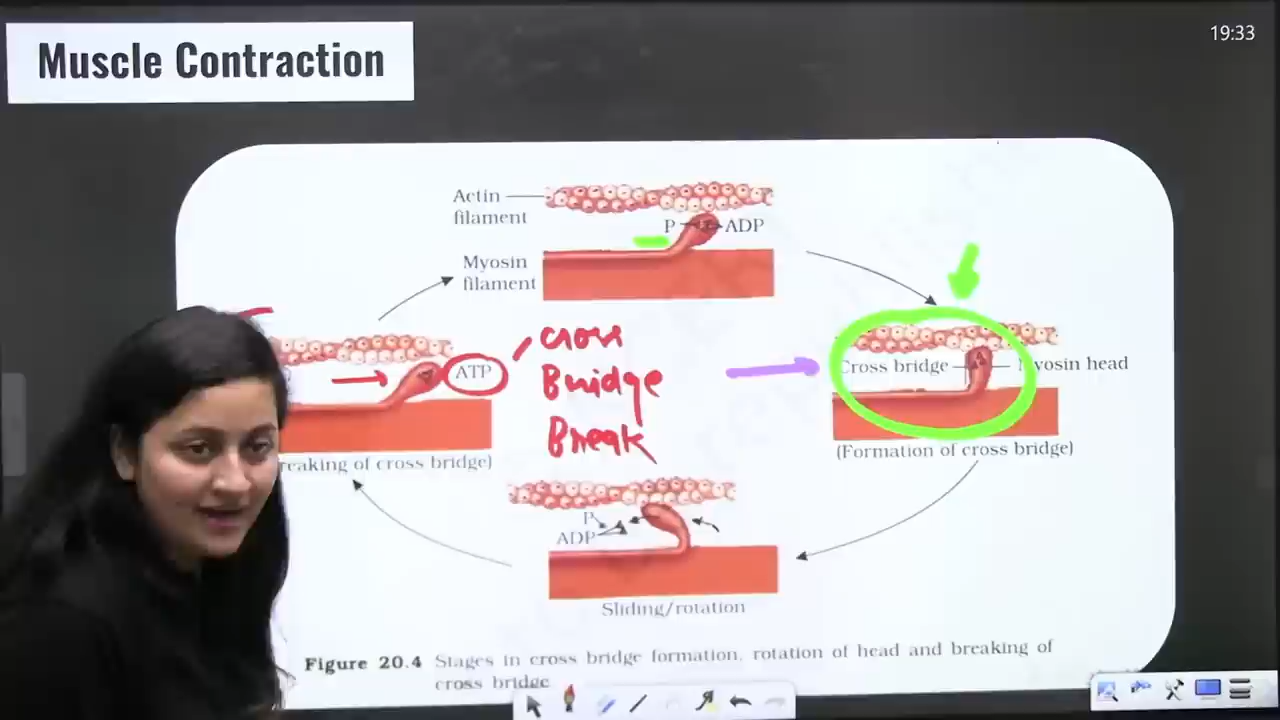 Muscle Contraction
19:33
Actin
filament
P
ADP
Myosin
filament
Cross
Bridge
Break
ATP
Cross bridge
Myosin head
reaking of cross bridge)
(Formation of cross bridge)
P
ADP
Sliding/rotation
Figure 20.4 Stages in cross bridge formation, rotation of head and breaking of
cross bridge